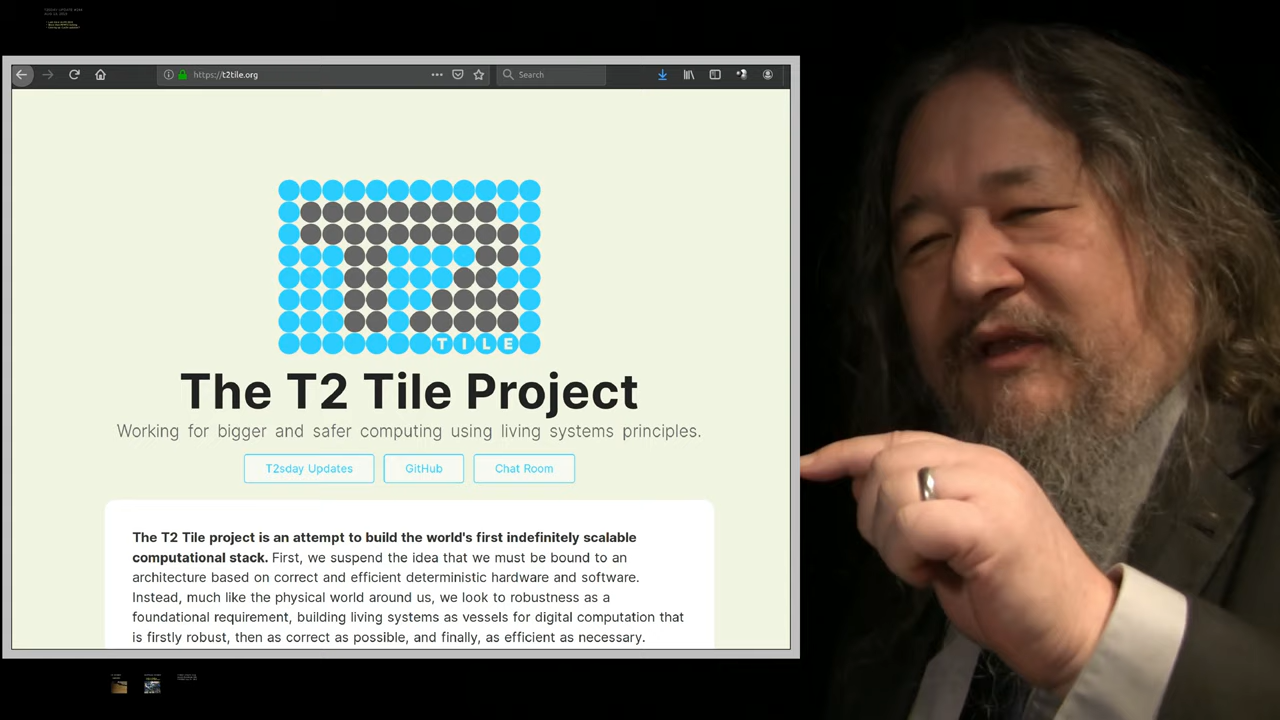 https://t2tile.org
Search
TILE
The T2 Tile Project
Working for bigger and safer computing using living systems principles.
T2sday Updates
GitHub
Chat Room
The T2 Tile project is an attempt to build the world's first indefinitely scalable
computational stack. First, we suspend the idea that we must be bound to an
architecture based on correct and efficient deterministic hardware and software.
Instead, much like the physical world around us, we look to robustness as a
foundational requirement, building living systems as vessels for digital computation that
is firstly robust, then as correct as possible, and finally, as efficient as necessary.